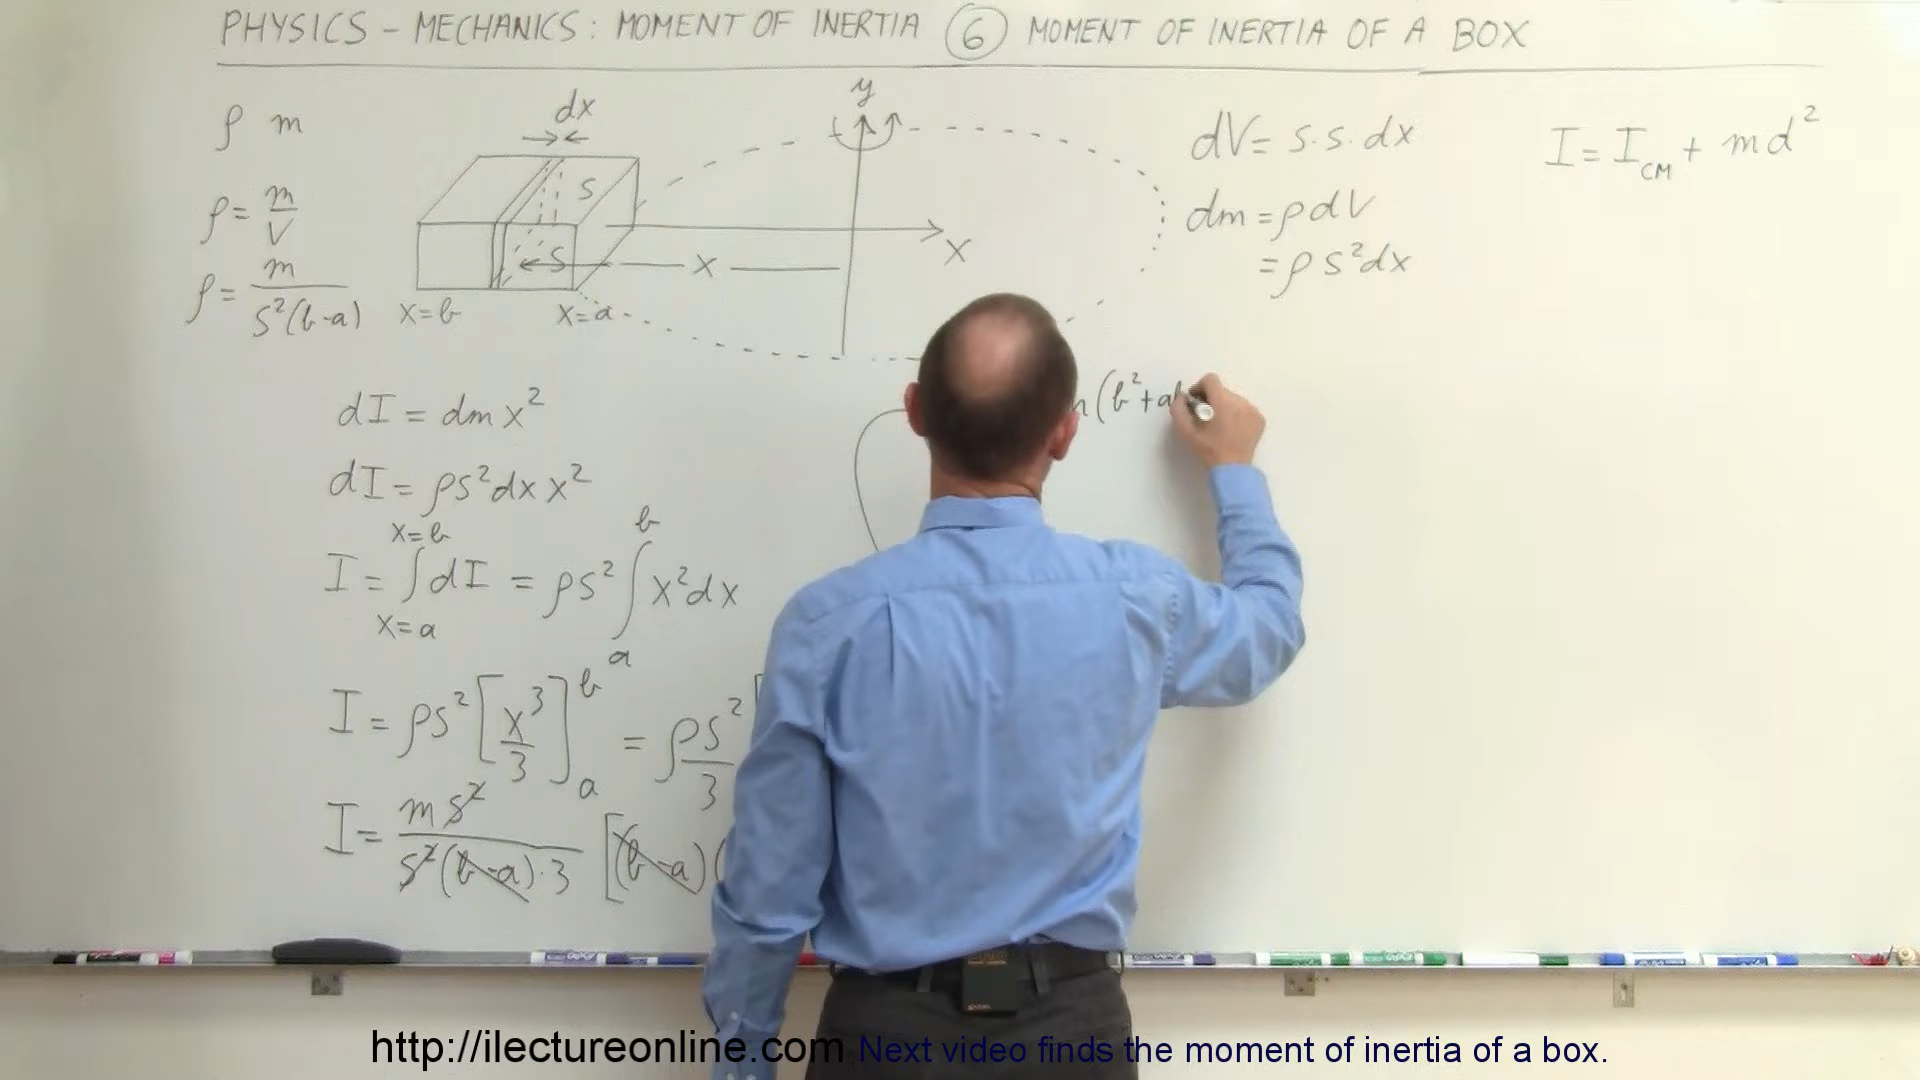 PHYSICS - MECHANICS: MOMENT OF INERTIA 6 MOMENT OF INERTIA OF A BOX
ρ m
ρ = m/V
ρ = m/S²(b-a)
dx
S
S
x
x=b
x=a
y
X
dV = S.S.dx
dm = ρdV
= ρS²dx
I = I_CM + md²
dI = dm x²
dI = ρS²dx x²
x=b
I = ∫dI = ρS² ∫ x²dx
x=a
b
a
I = ρS² [x³/3]
b
a
= ρS²/3
I = mS²/S²(b-a)·3 [(b-a)(
(b²+a
http://ilectureonline.com Next video finds the moment of inertia of a box.